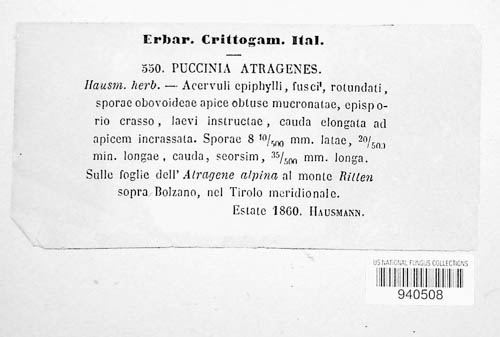 Erbar. Crittogam. Ital.
550. PUCCINIA ATRAGENES.
Hausm. herb. — Acervuli epiphylli, fusci, rotundati,
sporae obovoideae apice obtuse mucronatae, epispo-
rio crasso, laevi instructae, cauda elongata ad
apicem incrassata. Sporae 8 10/500 mm. latae, 20/500
min. longae, cauda, seorsim, 35/500 mm. longa.
Sulle foglie dell' Atragene alpina al monte Ritten
sopra Bolzano, nel Tirolo meridionale.
Estate 1860. HAUSMANN.
US NATIONAL FUNGUS COLLECTIONS
940508